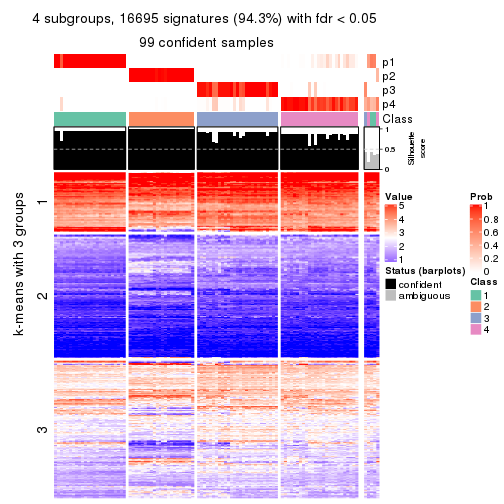 4 subgroups, 16695 signatures (94.3%) with fdr < 0.05
99 confident samples
p1
p2
p3
p4
Class
1
0.5
0
Silhouette
score
k-means with 3 groups
1
2
3
Value
5
4
3
2
1
Prob
1
0.8
0.6
0.4
0.2
0
Status (barplots)
confident
ambiguous
Class
1
2
3
4